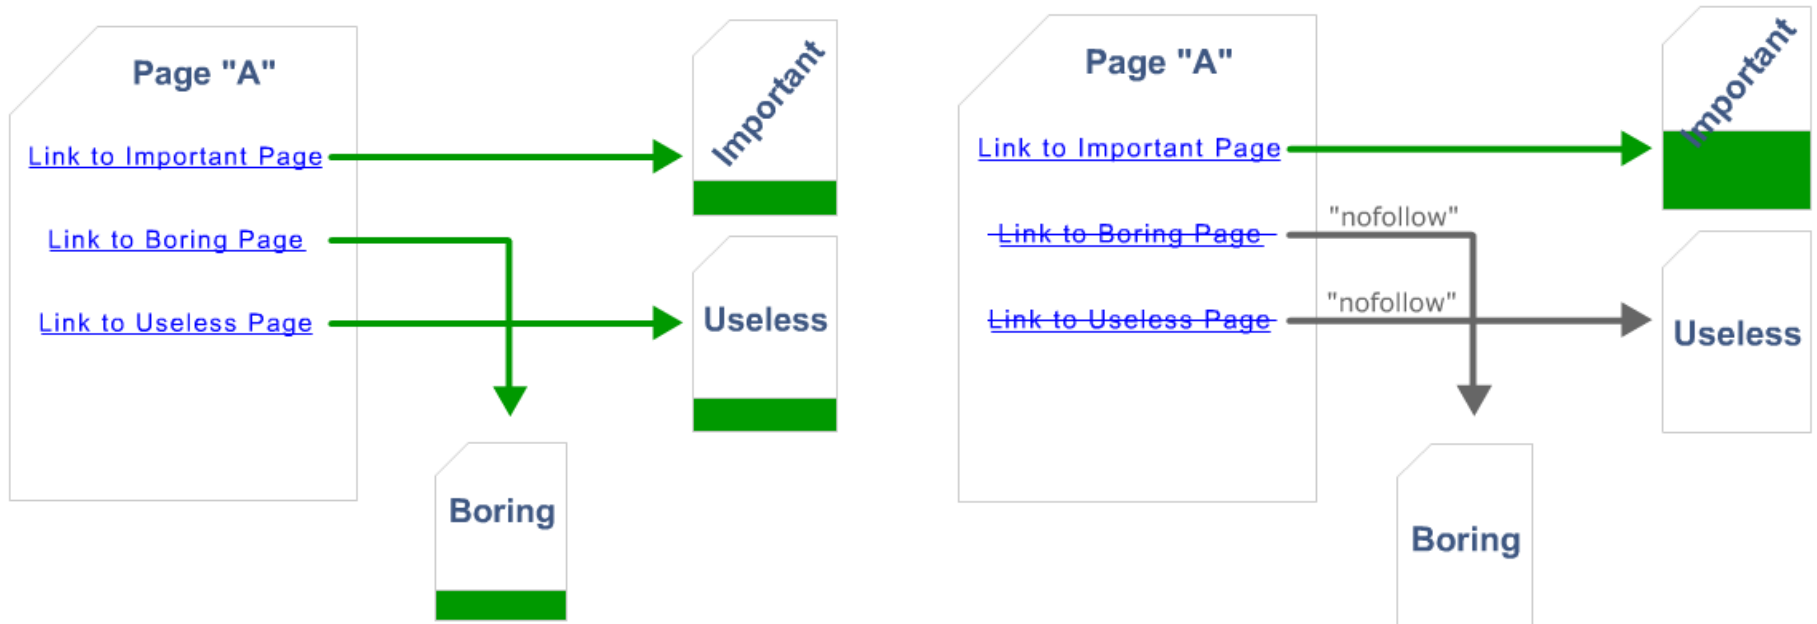 Page "A"
Link to Important Page
Link to Boring Page
Link to Useless Page
Important
Useless
Boring
Page "A"
Link to Important Page
"nofollow"
Link to Boring Page
"nofollow"
Link to Useless Page
Important
Useless
Boring